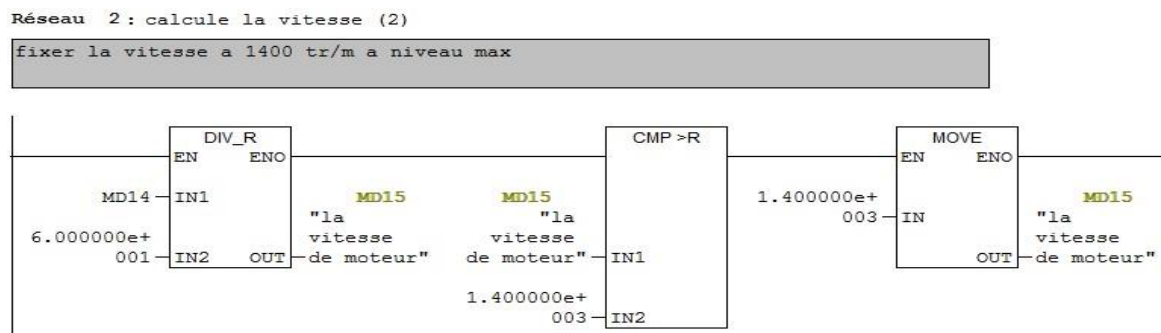 Réseau 2 : calcule la vitesse (2)
fixer la vitesse a 1400 tr/m a niveau max
DIV_R
CMP >R
MOVE
EN ENO
EN ENO
MD14
IN1
MD15
"la
vitesse
de moteur"
6.000000e+
001
IN2
OUT
MD15
"la
vitesse
de moteur"
IN1
1.400000e+
003
IN2
1.400000e+
003
IN
MD15
"la
vitesse
de moteur"
OUT